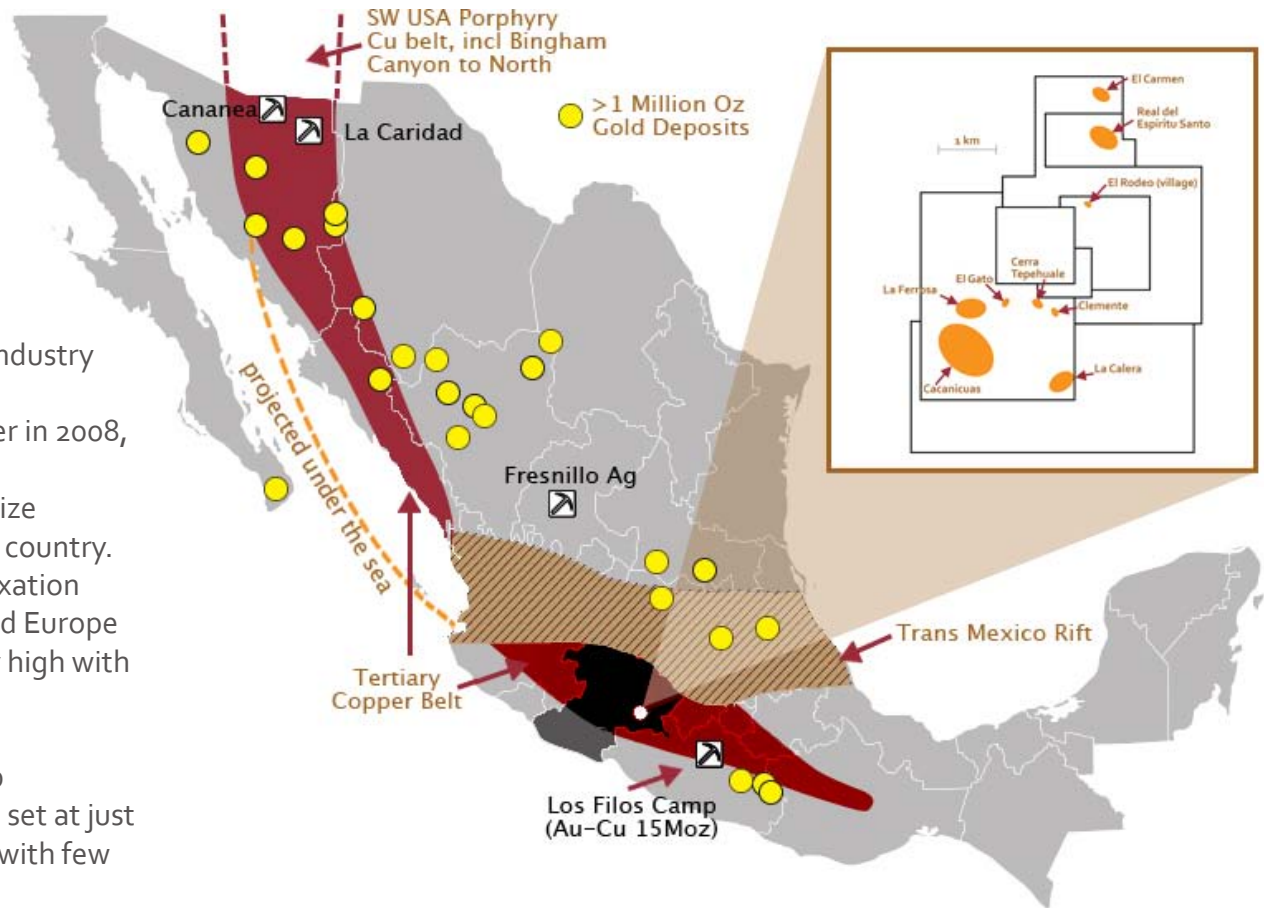 SW USA Porphyry
Cu belt, incl Bingham
Canyon to North
Cananea
La Caridad
>1 Million Oz
Gold Deposits
El Carmen
Real del
Espiritu Santo
1 km
El Rodeo (village)
Cerra
Tepehuale
El Gato
La Ferrosa
Clemente
La Calera
Cacanicuas
ndustry
er in 2008,
ize
country.
xation
d Europe
high with
set at just
with few
projected under the sea
Fresnillo Ag
Trans Mexico Rift
Tertiary
Copper Belt
Los Filos Camp
(Au-Cu 15Moz)